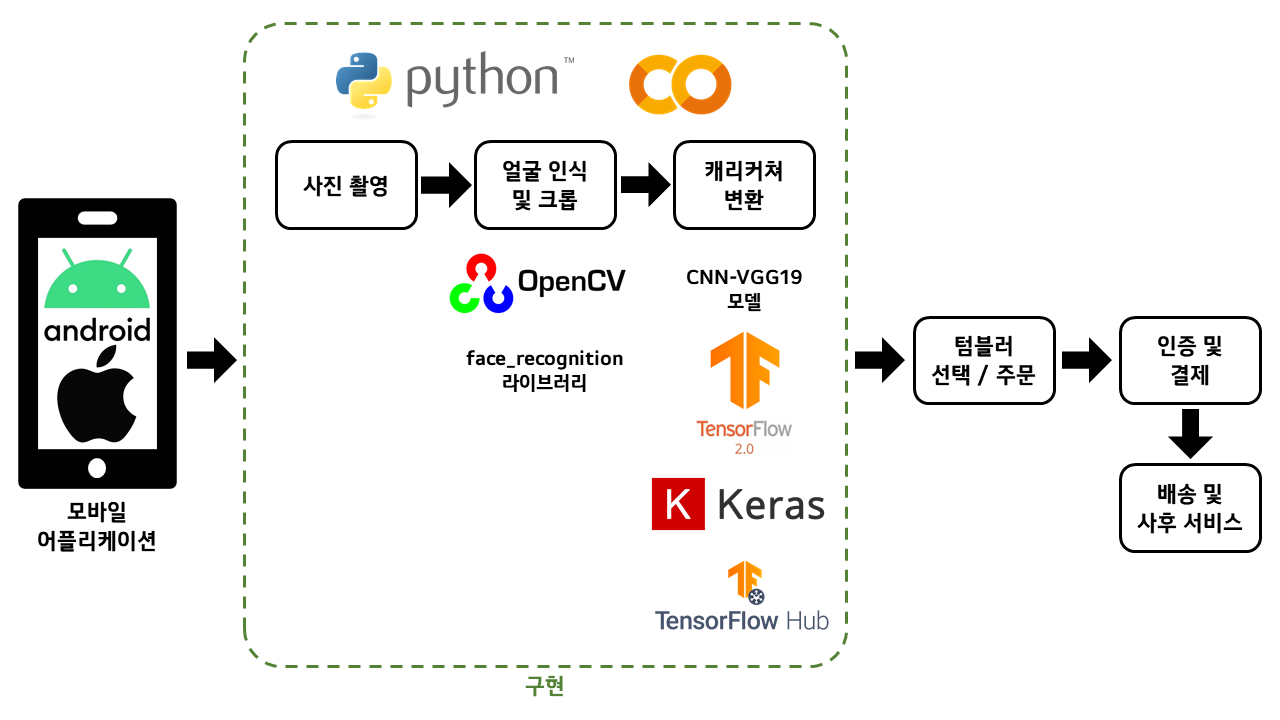 python™
사진 촬영
얼굴 인식
및 크롭
캐리커쳐
변환
OpenCV
face_recognition
라이브러리
CNN-VGG19
모델
TensorFlow
2.0
K Keras
TensorFlow Hub
구현
android
모바일
어플리케이션
텀블러
선택 / 주문
인증 및
결제
배송 및
사후 서비스